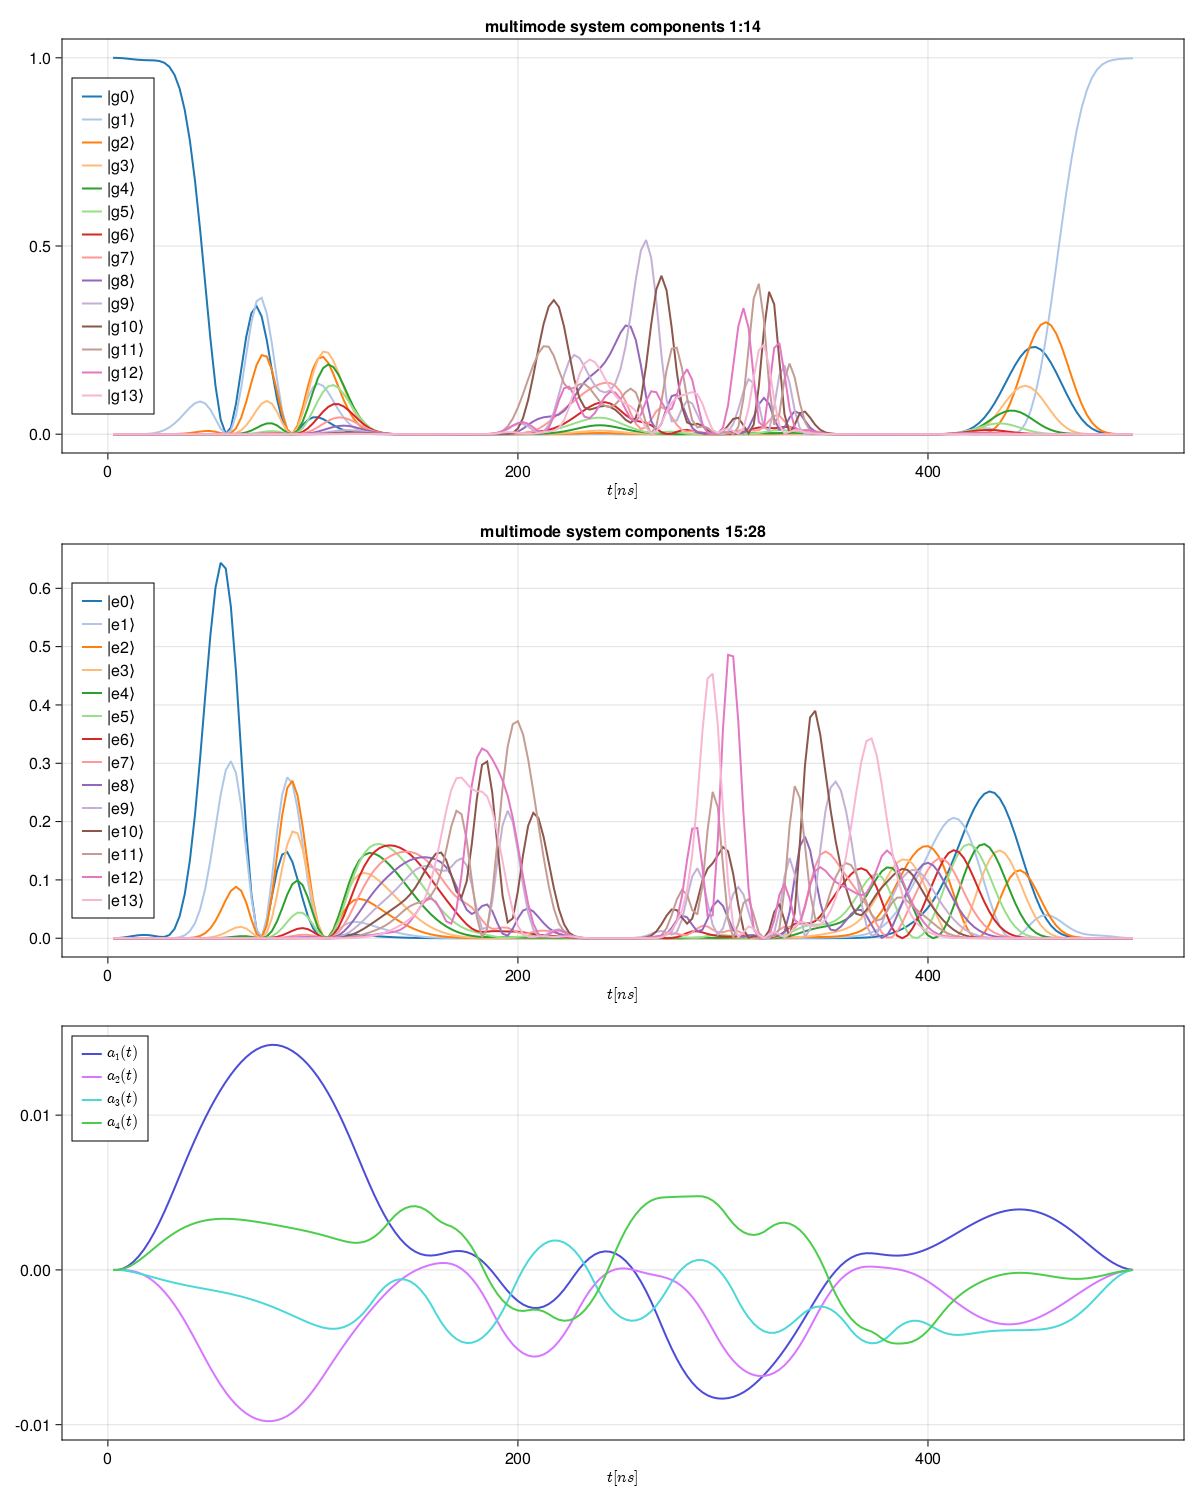 multimode system components 1:14
1.0
0.5
0.0
|g0⟩
|g1⟩
|g2⟩
|g3⟩
|g4⟩
|g5⟩
|g6⟩
|g7⟩
|g8⟩
|g9⟩
|g10⟩
|g11⟩
|g12⟩
|g13⟩
0 200 400
t[ns]
multimode system components 15:28
0.6
0.5
0.4
0.3
0.2
0.1
0.0
|e0⟩
|e1⟩
|e2⟩
|e3⟩
|e4⟩
|e5⟩
|e6⟩
|e7⟩
|e8⟩
|e9⟩
|e10⟩
|e11⟩
|e12⟩
|e13⟩
0 200 400
t[ns]
a₁(t)
a₂(t)
a₃(t)
a₄(t)
0.01
0.00
-0.01
0 200 400
t[ns]